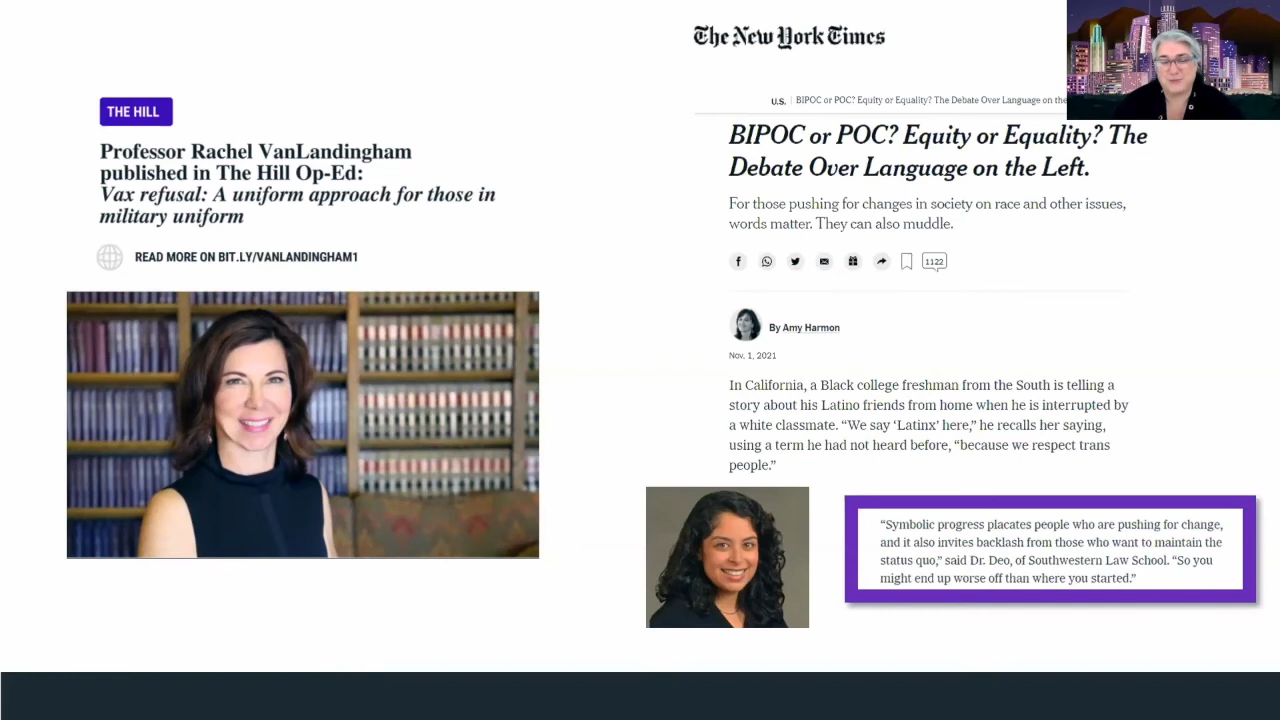 THE HILL
Professor Rachel VanLandingham
published in The Hill Op-Ed:
Vax refusal: A uniform approach for those in
military uniform
READ MORE ON BIT.LY/VANLANDINGHAM1
The New York Times
U.S. | BIPOC or POC? Equity or Equality? The Debate Over Language on the
BIPOC or POC? Equity or Equality? The
Debate Over Language on the Left.
For those pushing for changes in society on race and other issues,
words matter. They can also muddle.
1122
By Amy Harmon
Nov. 1, 2021
In California, a Black college freshman from the South is telling a
story about his Latino friends from home when he is interrupted by
a white classmate. “We say ‘Latinx’ here,” he recalls her saying,
using a term he had not heard before, “because we respect trans
people.”
“Symbolic progress placates people who are pushing for change,
and it also invites backlash from those who want to maintain the
status quo,” said Dr. Deo, of Southwestern Law School. “So you
might end up worse off than where you started.”